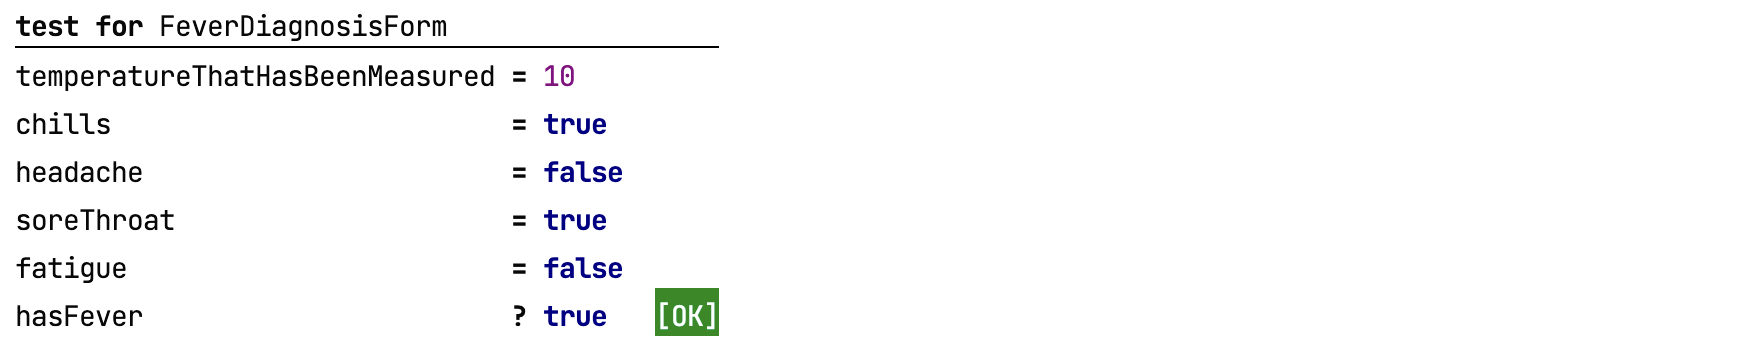 test for FeverDiagnosisForm
temperatureThatHasBeenMeasured = 10
chills = true
headache = false
soreThroat = true
fatigue = false
hasFever ? true [OK]